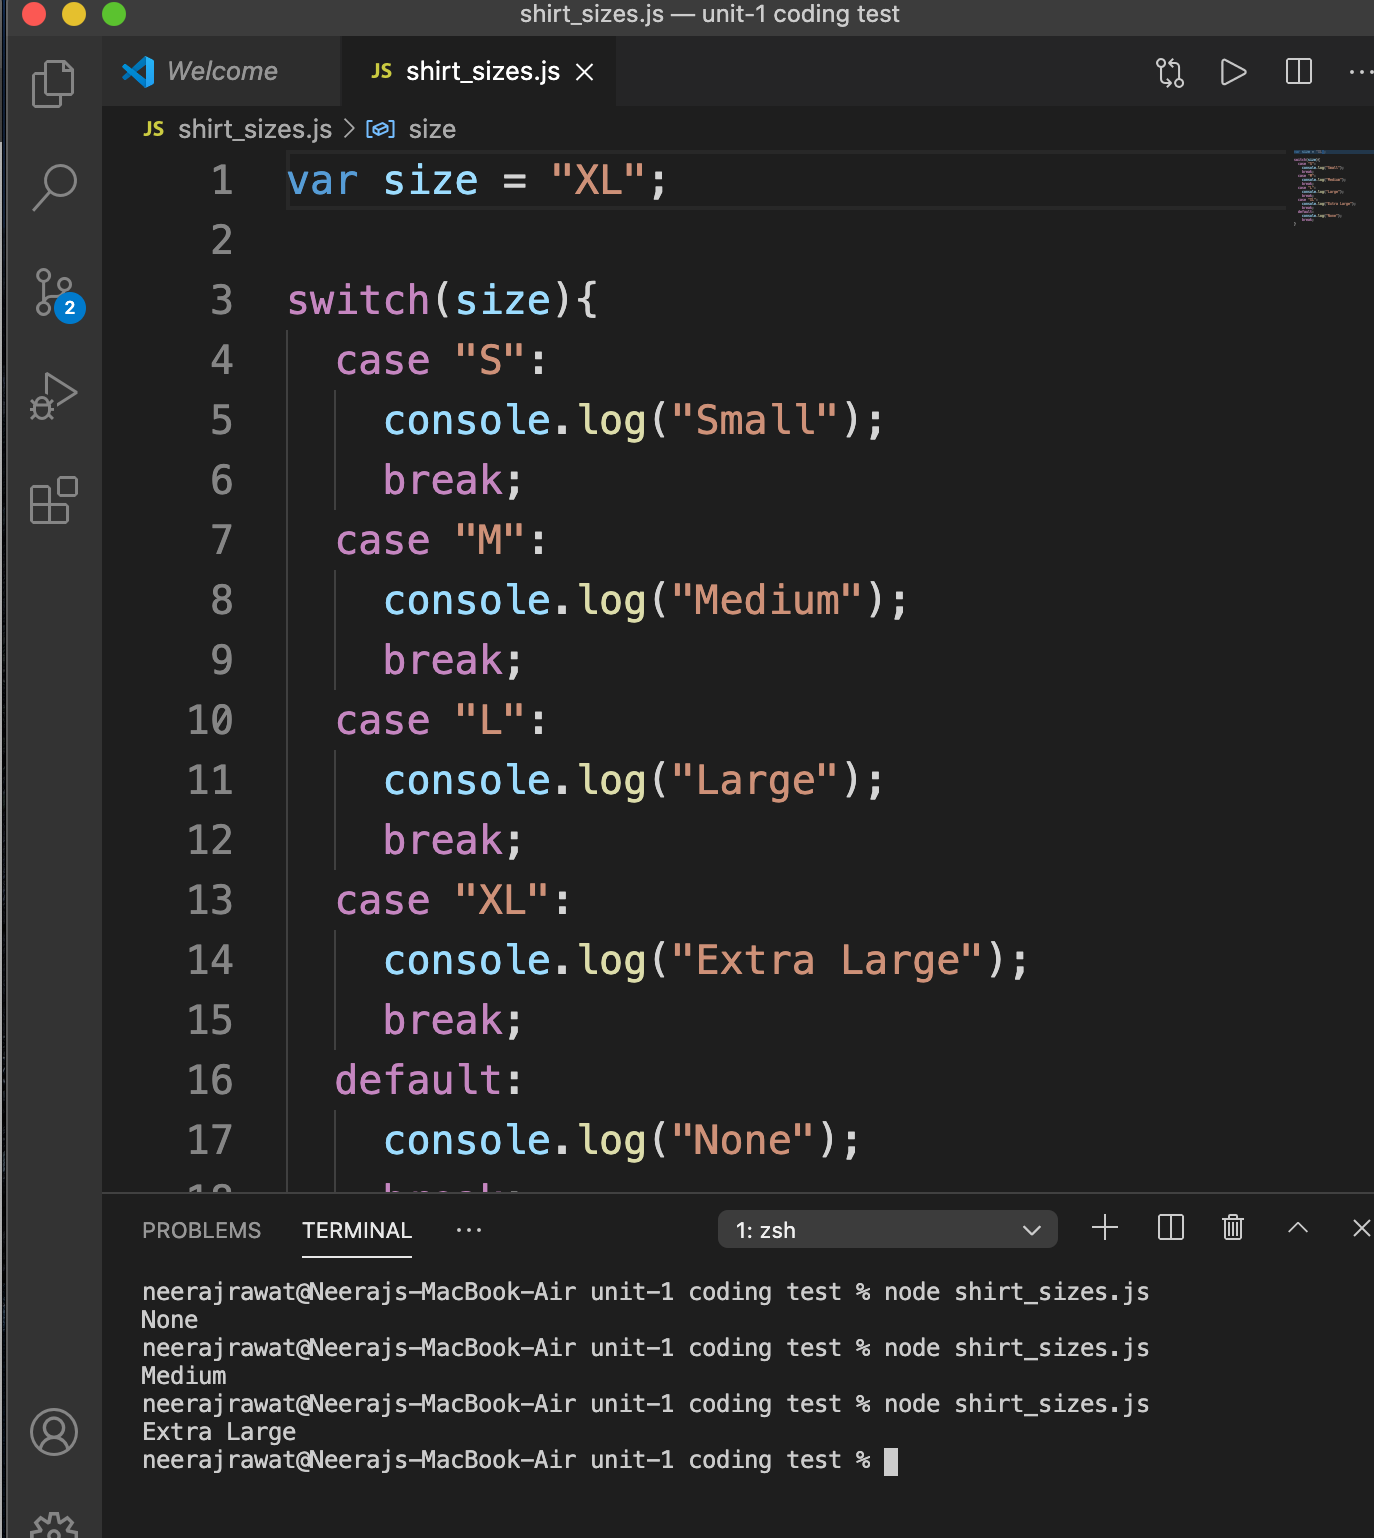 shirt_sizes.js — unit-1 coding test
Welcome
JS shirt_sizes.js
JS shirt_sizes.js > size
1 var size = "XL";
2
3 switch(size){
4 case "S":
5 console.log("Small");
6 break;
7 case "M":
8 console.log("Medium");
9 break;
10 case "L":
11 console.log("Large");
12 break;
13 case "XL":
14 console.log("Extra Large");
15 break;
16 default:
17 console.log("None");
18 break;
2
PROBLEMS TERMINAL ··· 1: zsh
neerajrawat@Neerajs-MacBook-Air unit-1 coding test % node shirt_sizes.js
None
neerajrawat@Neerajs-MacBook-Air unit-1 coding test % node shirt_sizes.js
Medium
neerajrawat@Neerajs-MacBook-Air unit-1 coding test % node shirt_sizes.js
Extra Large
neerajrawat@Neerajs-MacBook-Air unit-1 coding test %